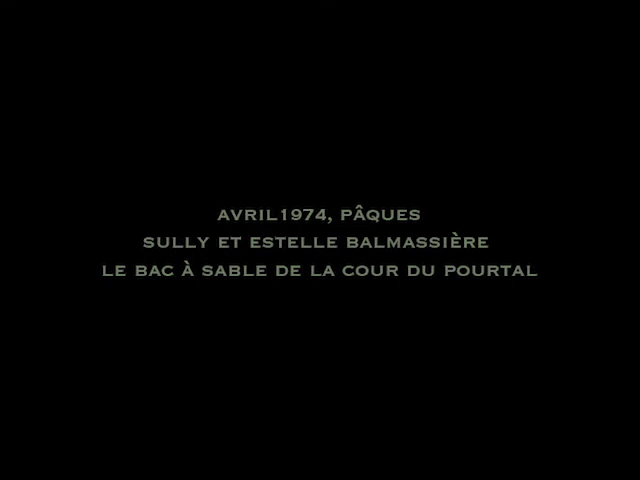 AVRIL1974, PÂQUES
SULLY ET ESTELLE BALMASSIÈRE
LE BAC À SABLE DE LA COUR DU POURTAL